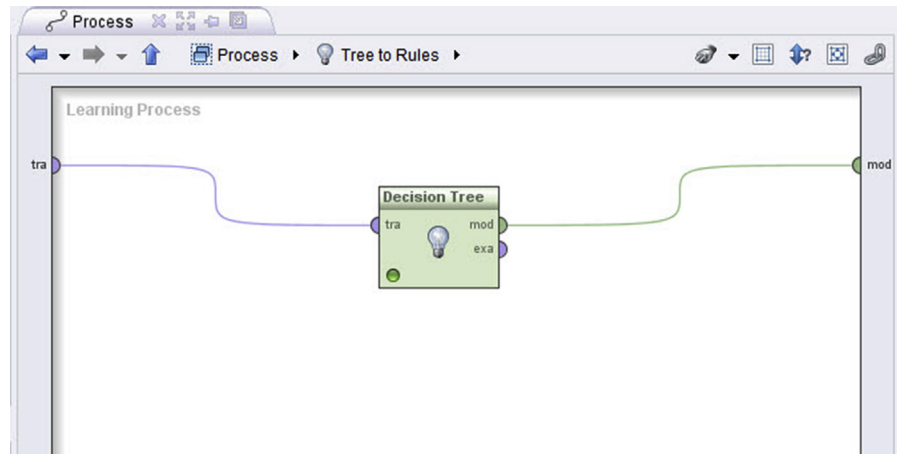 Process
Process Tree to Rules
Learning Process
tra
mod
Decision Tree
tra mod
exa